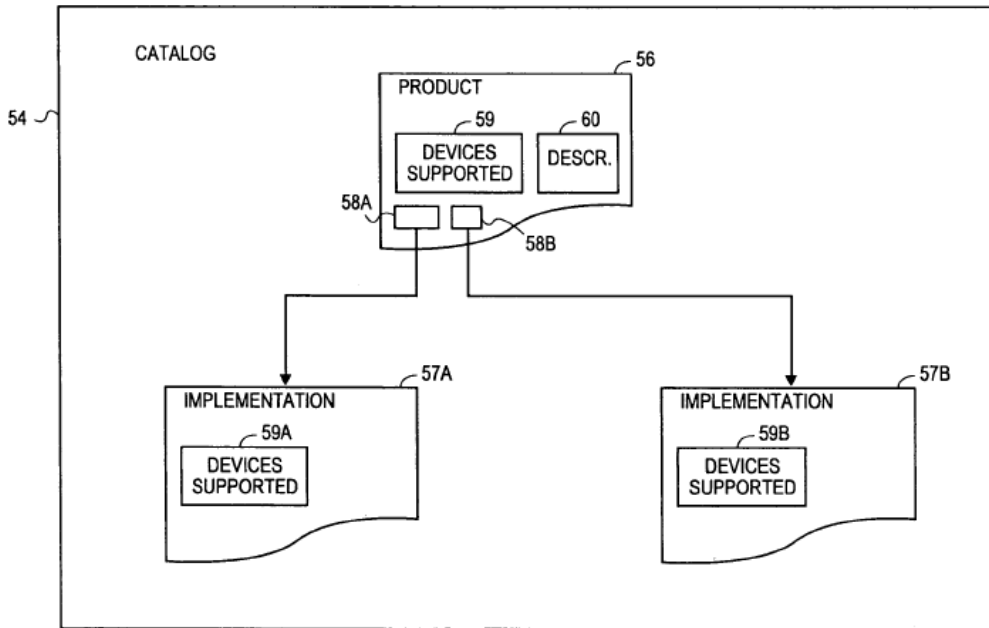 CATALOG
56
PRODUCT
54
59
60
DEVICES
SUPPORTED
DESCR.
58A
58B
57A
57B
IMPLEMENTATION
IMPLEMENTATION
59A
59B
DEVICES
SUPPORTED
DEVICES
SUPPORTED